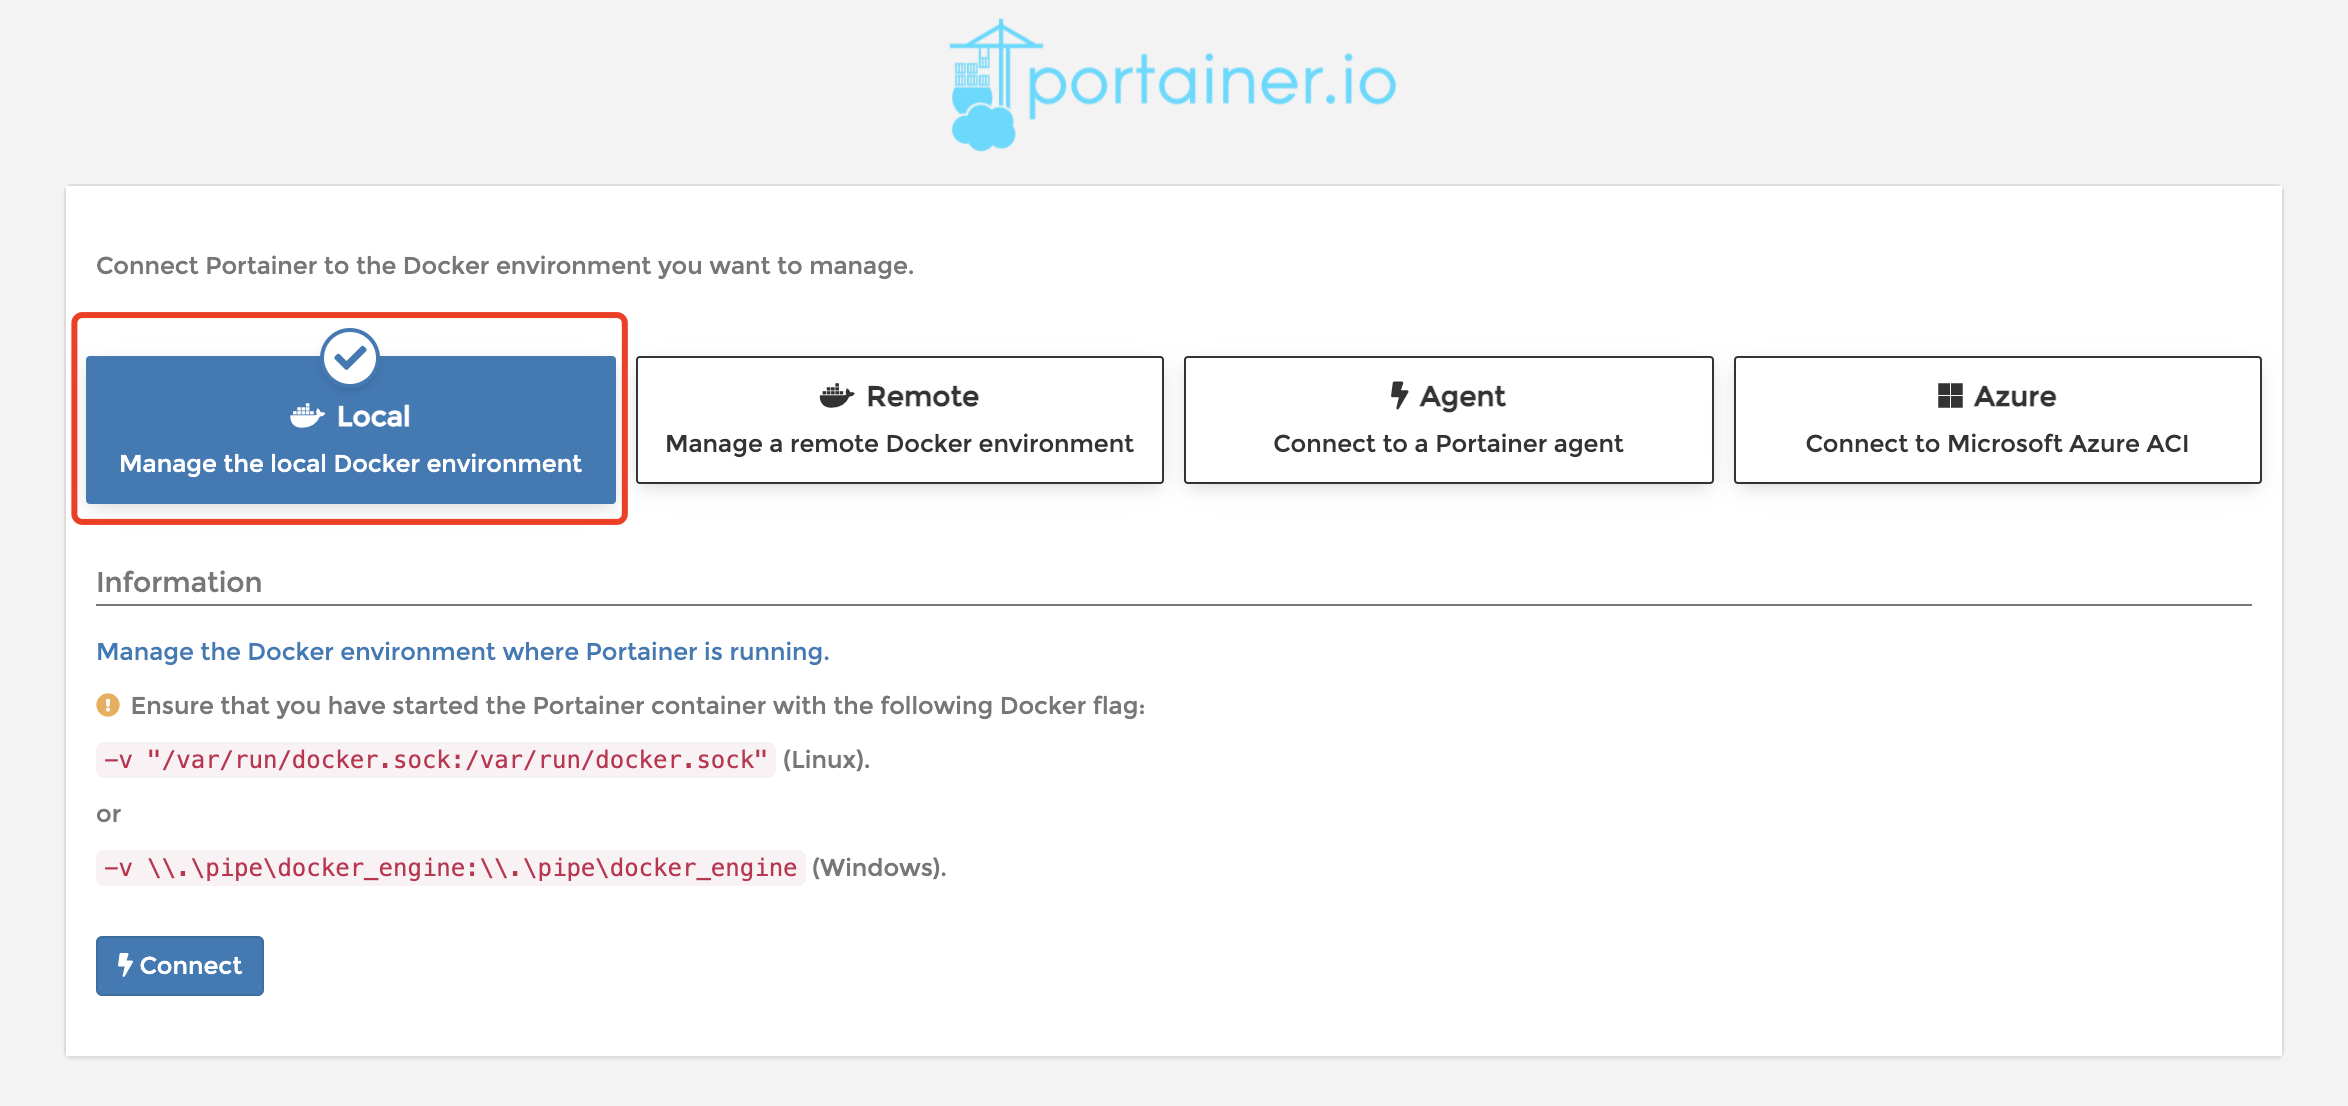 portainer.io
Connect Portainer to the Docker environment you want to manage.
Local
Manage the local Docker environment
Remote
Manage a remote Docker environment
Agent
Connect to a Portainer agent
Azure
Connect to Microsoft Azure ACI
Information
Manage the Docker environment where Portainer is running.
Ensure that you have started the Portainer container with the following Docker flag:
-v "/var/run/docker.sock:/var/run/docker.sock" (Linux).
or
-v \\.\pipe\docker_engine:\\.\pipe\docker_engine (Windows).
Connect